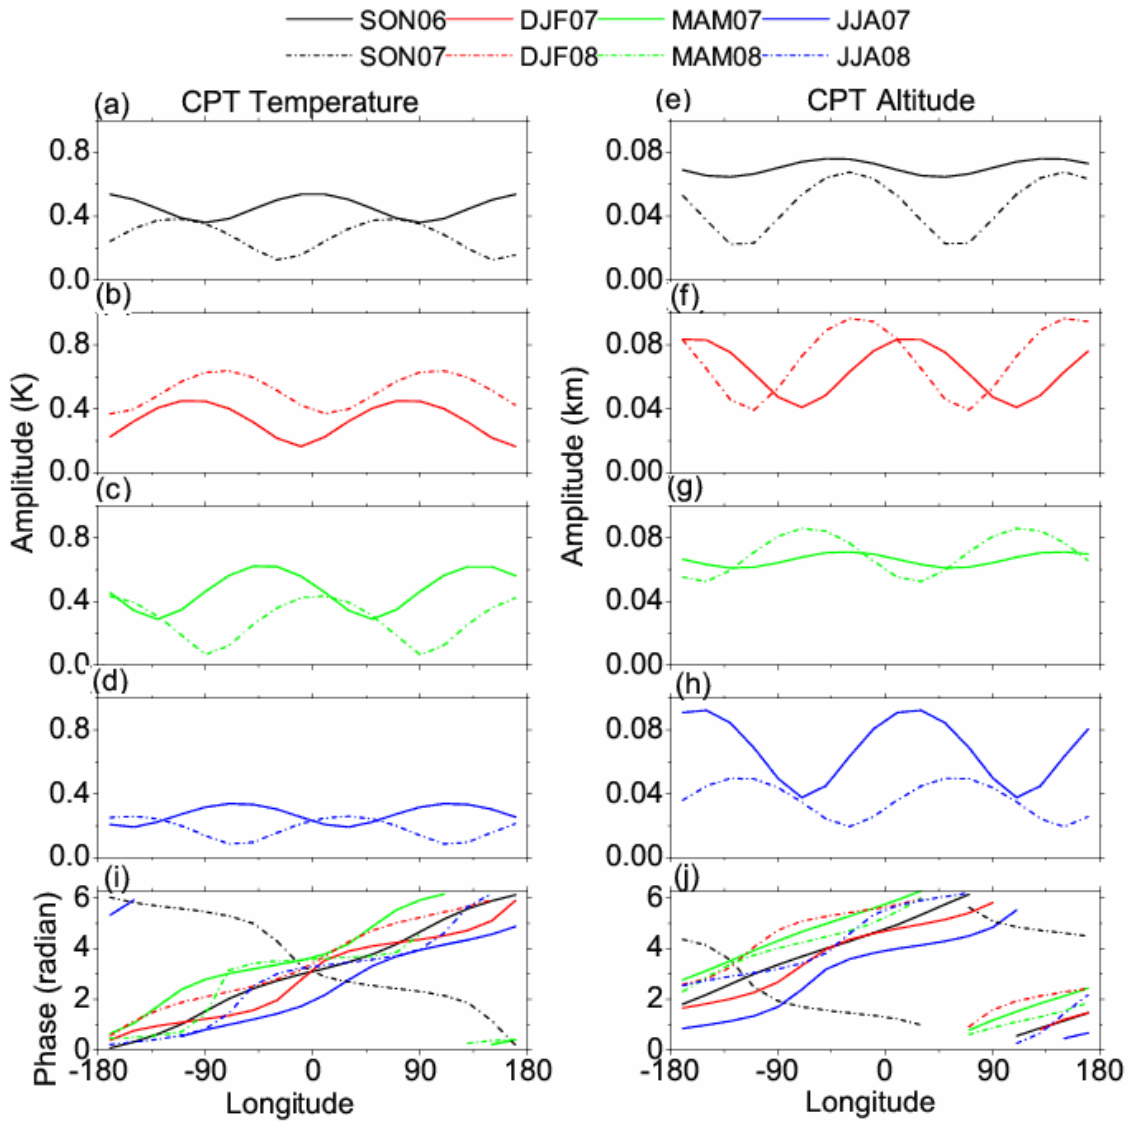 SON06 DJF07 MAM07 JJA07
SON07 DJF08 MAM08 JJA08
(a) CPT Temperature
0.8
0.4
0.0
(b)
0.8
0.4
0.0
(c)
0.8
0.4
0.0
(d)
0.8
0.4
0.0
(i)
6
4
2
0
-180 -90 0 90 180
Longitude
Amplitude (K)
Phase (radian)
(e) CPT Altitude
0.08
0.04
0.00
(f)
0.08
0.04
0.00
(g)
0.08
0.04
0.00
(h)
0.08
0.04
0.00
(j)
6
4
2
0
-180 -90 0 90 180
Longitude
Amplitude (km)